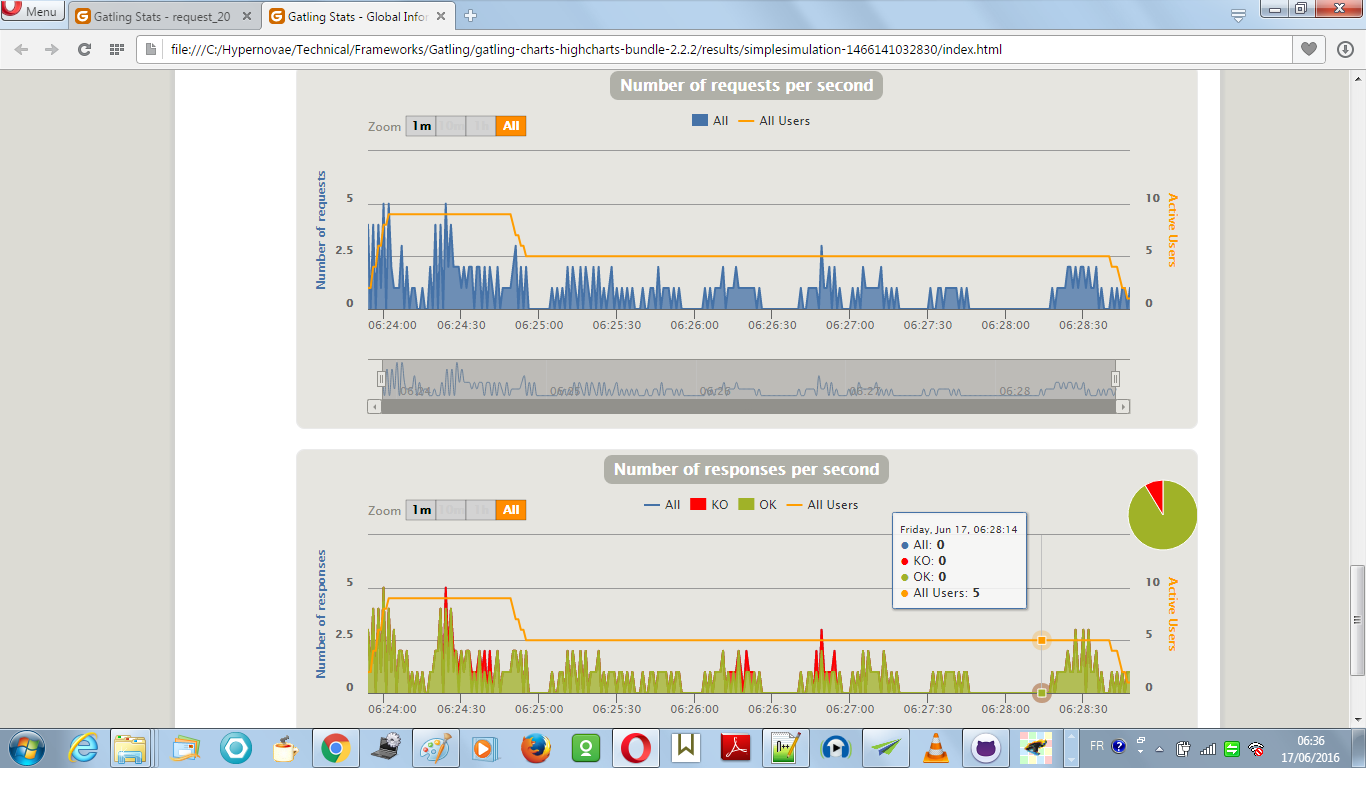 Menu
Gatling Stats - request_20
Gatling Stats - Global Infor
file:///C:/Hypernovae/Technical/Frameworks/Gatling/gatling-charts-highcharts-bundle-2.2.2/results/simplesimulation-1466141032830/index.html
Number of requests per second
Zoom 1m 10m 1h All
All All Users
Number of requests
5
2.5
0
10
5
0
Active Users
06:24:00 06:24:30 06:25:00 06:25:30 06:26:00 06:26:30 06:27:00 06:27:30 06:28:00 06:28:30
06:24 06:25 06:26 06:27 06:28
Number of responses per second
Zoom 1m 10m 1h All
All KO OK All Users
Friday, Jun 17, 06:28:14
All: 0
KO: 0
OK: 0
All Users: 5
Number of responses
5
2.5
0
10
5
0
Active Users
06:24:00 06:24:30 06:25:00 06:25:30 06:26:00 06:26:30 06:27:00 06:27:30 06:28:00 06:28:30
FR
06:36
17/06/2016